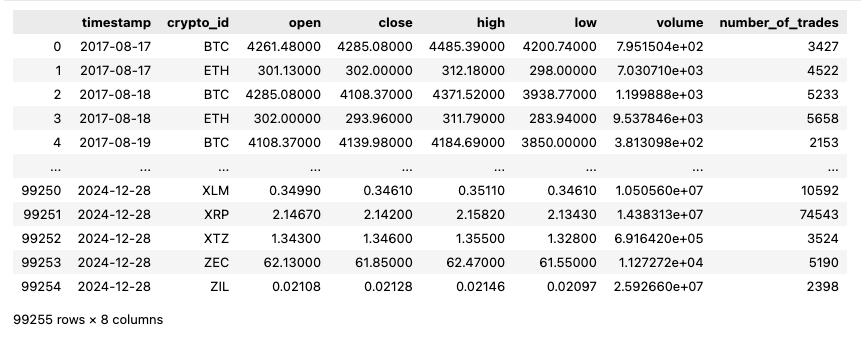 timestamp crypto_id open close high low volume number_of_trades
0 2017-08-17 BTC 4261.48000 4285.08000 4485.39000 4200.74000 7.951504e+02 3427
1 2017-08-17 ETH 301.13000 302.00000 312.18000 298.00000 7.030710e+03 4522
2 2017-08-18 BTC 4285.08000 4108.37000 4371.52000 3938.77000 1.199888e+03 5233
3 2017-08-18 ETH 302.00000 293.96000 311.79000 283.94000 9.537846e+03 5658
4 2017-08-19 BTC 4108.37000 4139.98000 4184.69000 3850.00000 3.813098e+02 2153
... ... ... ... ... ... ... ... ...
99250 2024-12-28 XLM 0.34990 0.34610 0.35110 0.34610 1.050560e+07 10592
99251 2024-12-28 XRP 2.14670 2.14200 2.15820 2.13430 1.438313e+07 74543
99252 2024-12-28 XTZ 1.34300 1.34600 1.35500 1.32800 6.916420e+05 3524
99253 2024-12-28 ZEC 62.13000 61.85000 62.47000 61.55000 1.127272e+04 5190
99254 2024-12-28 ZIL 0.02108 0.02128 0.02146 0.02097 2.592660e+07 2398
99255 rows × 8 columns